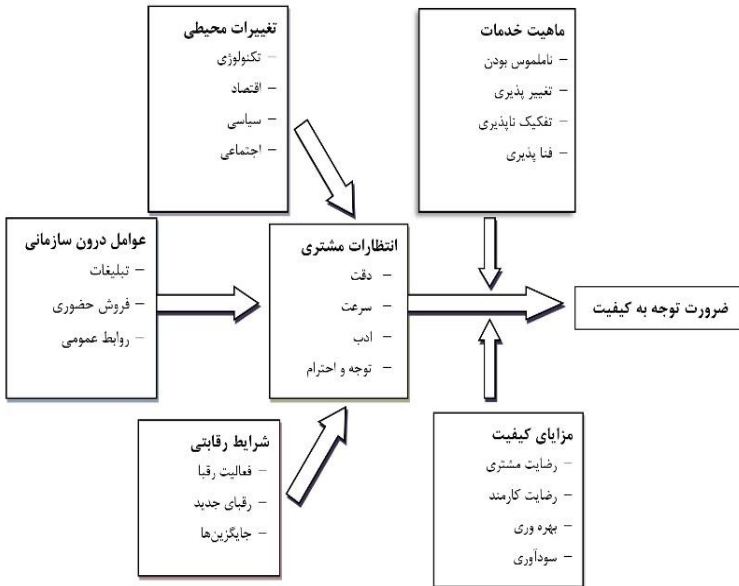 ماهیت خدمات
– ناملموس بودن
– تغییر پذیری
– تفکیک ناپذیری
– فنا پذیری
تغییرات محیطی
– تکنولوژی
– اقتصاد
– سیاسی
– اجتماعی
عوامل درون سازمانی
– تبلیغات
– فروش حضوری
– روابط عمومی
انتظارات مشتری
– دقت
– سرعت
– ادب
– توجه و احترام
ضرورت توجه به کیفیت
شرایط رقابتی
– فعالیت رقبا
– رقبای جدید
– جایگزین‌ها
مزایای کیفیت
– رضایت مشتری
– رضایت کارمند
– بهره وری
– سودآوری